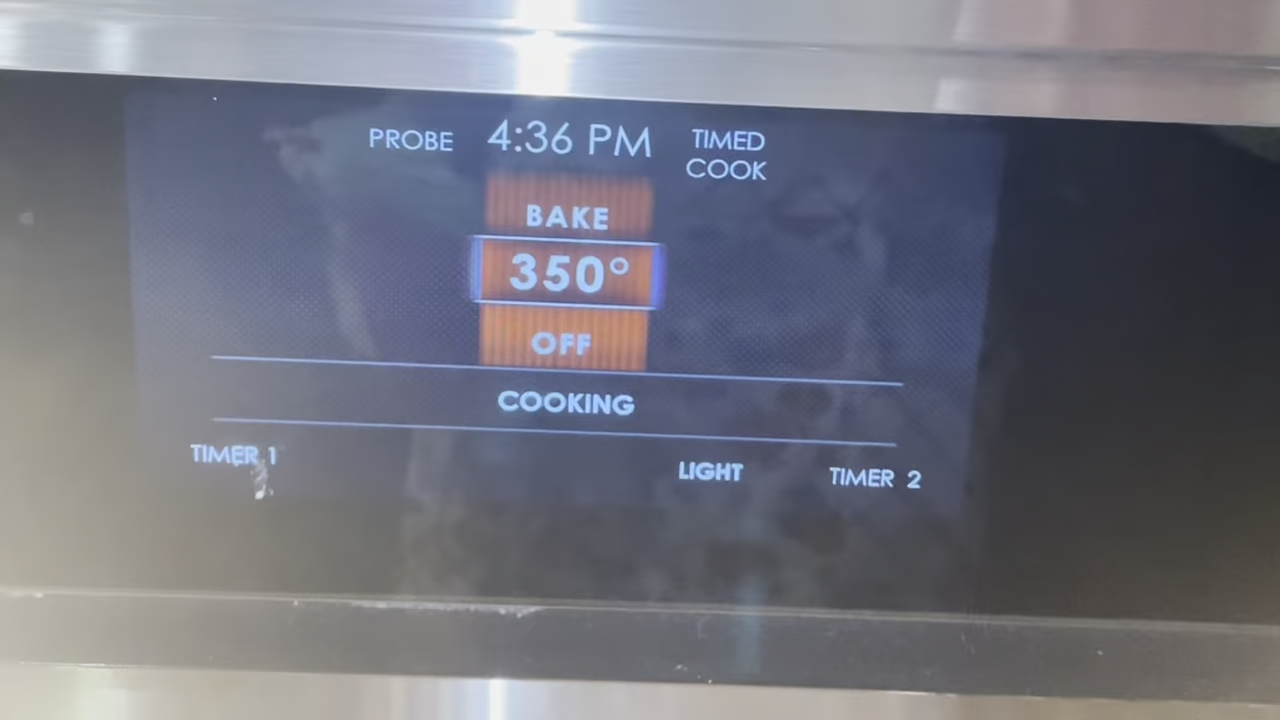 PROBE 4:36 PM TIMED
COOK
BAKE
350°
OFF
COOKING
TIMER 1 LIGHT TIMER 2